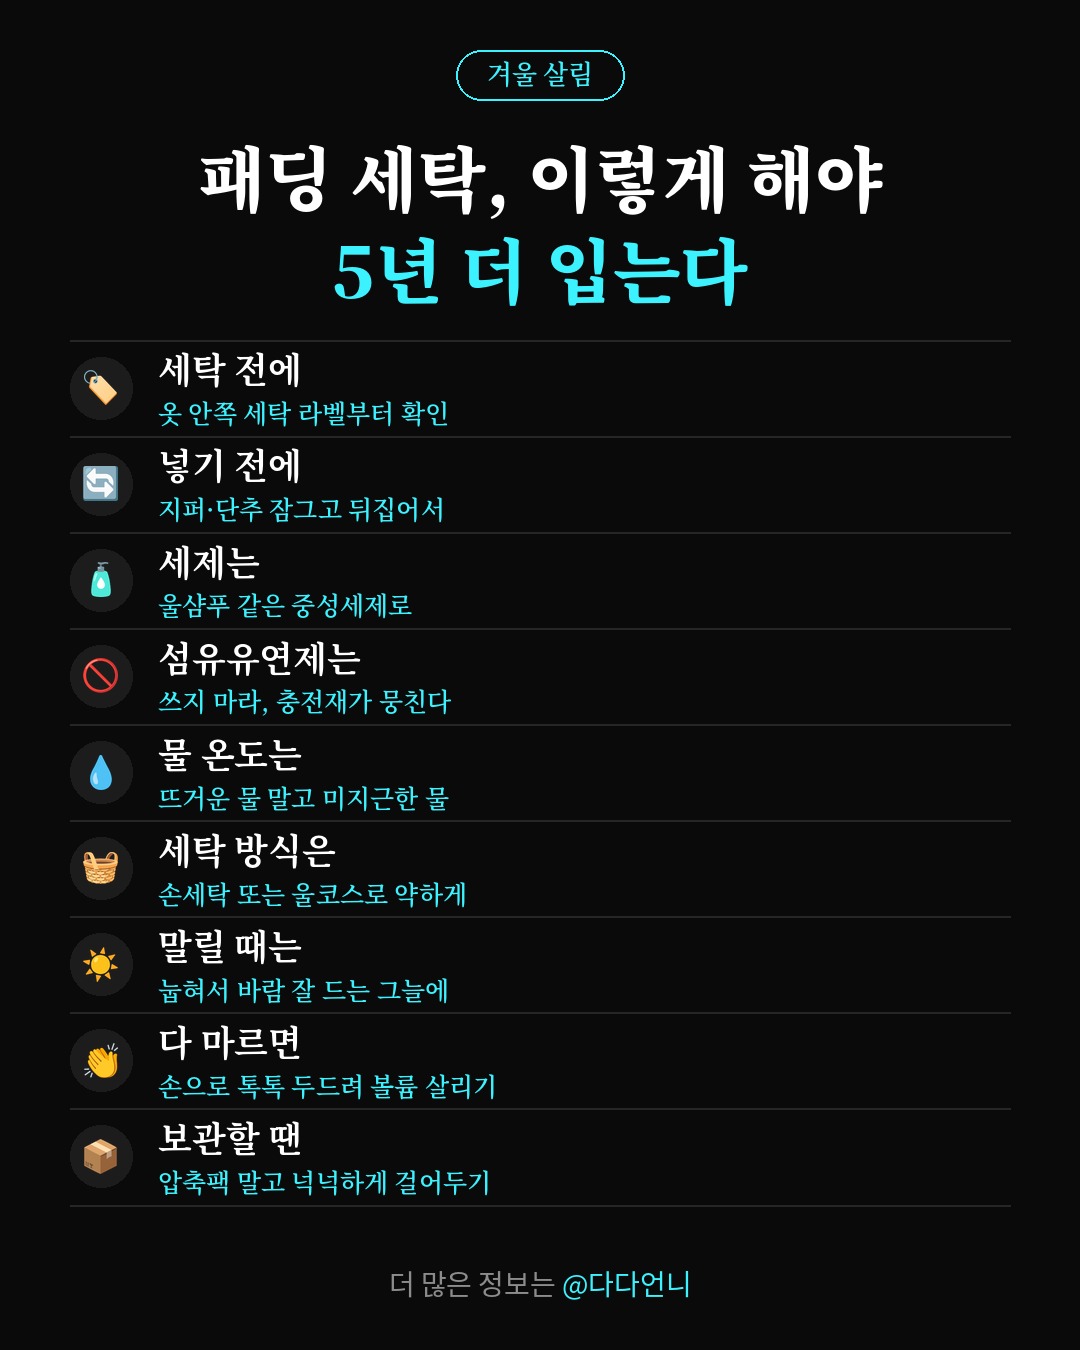 겨울 살림
패딩 세탁, 이렇게 해야
5년 더 입는다
세탁 전에
옷 안쪽 세탁 라벨부터 확인
넣기 전에
지퍼·단추 잠그고 뒤집어서
세제는
울샴푸 같은 중성세제로
섬유유연제는
쓰지 마라, 충전재가 뭉친다
물 온도는
뜨거운 물 말고 미지근한 물
세탁 방식은
손세탁 또는 울코스로 약하게
말릴 때는
눕혀서 바람 잘 드는 그늘에
다 마르면
손으로 톡톡 두드려 볼륨 살리기
보관할 땐
압축팩 말고 넉넉하게 걸어두기
더 많은 정보는 @다다언니